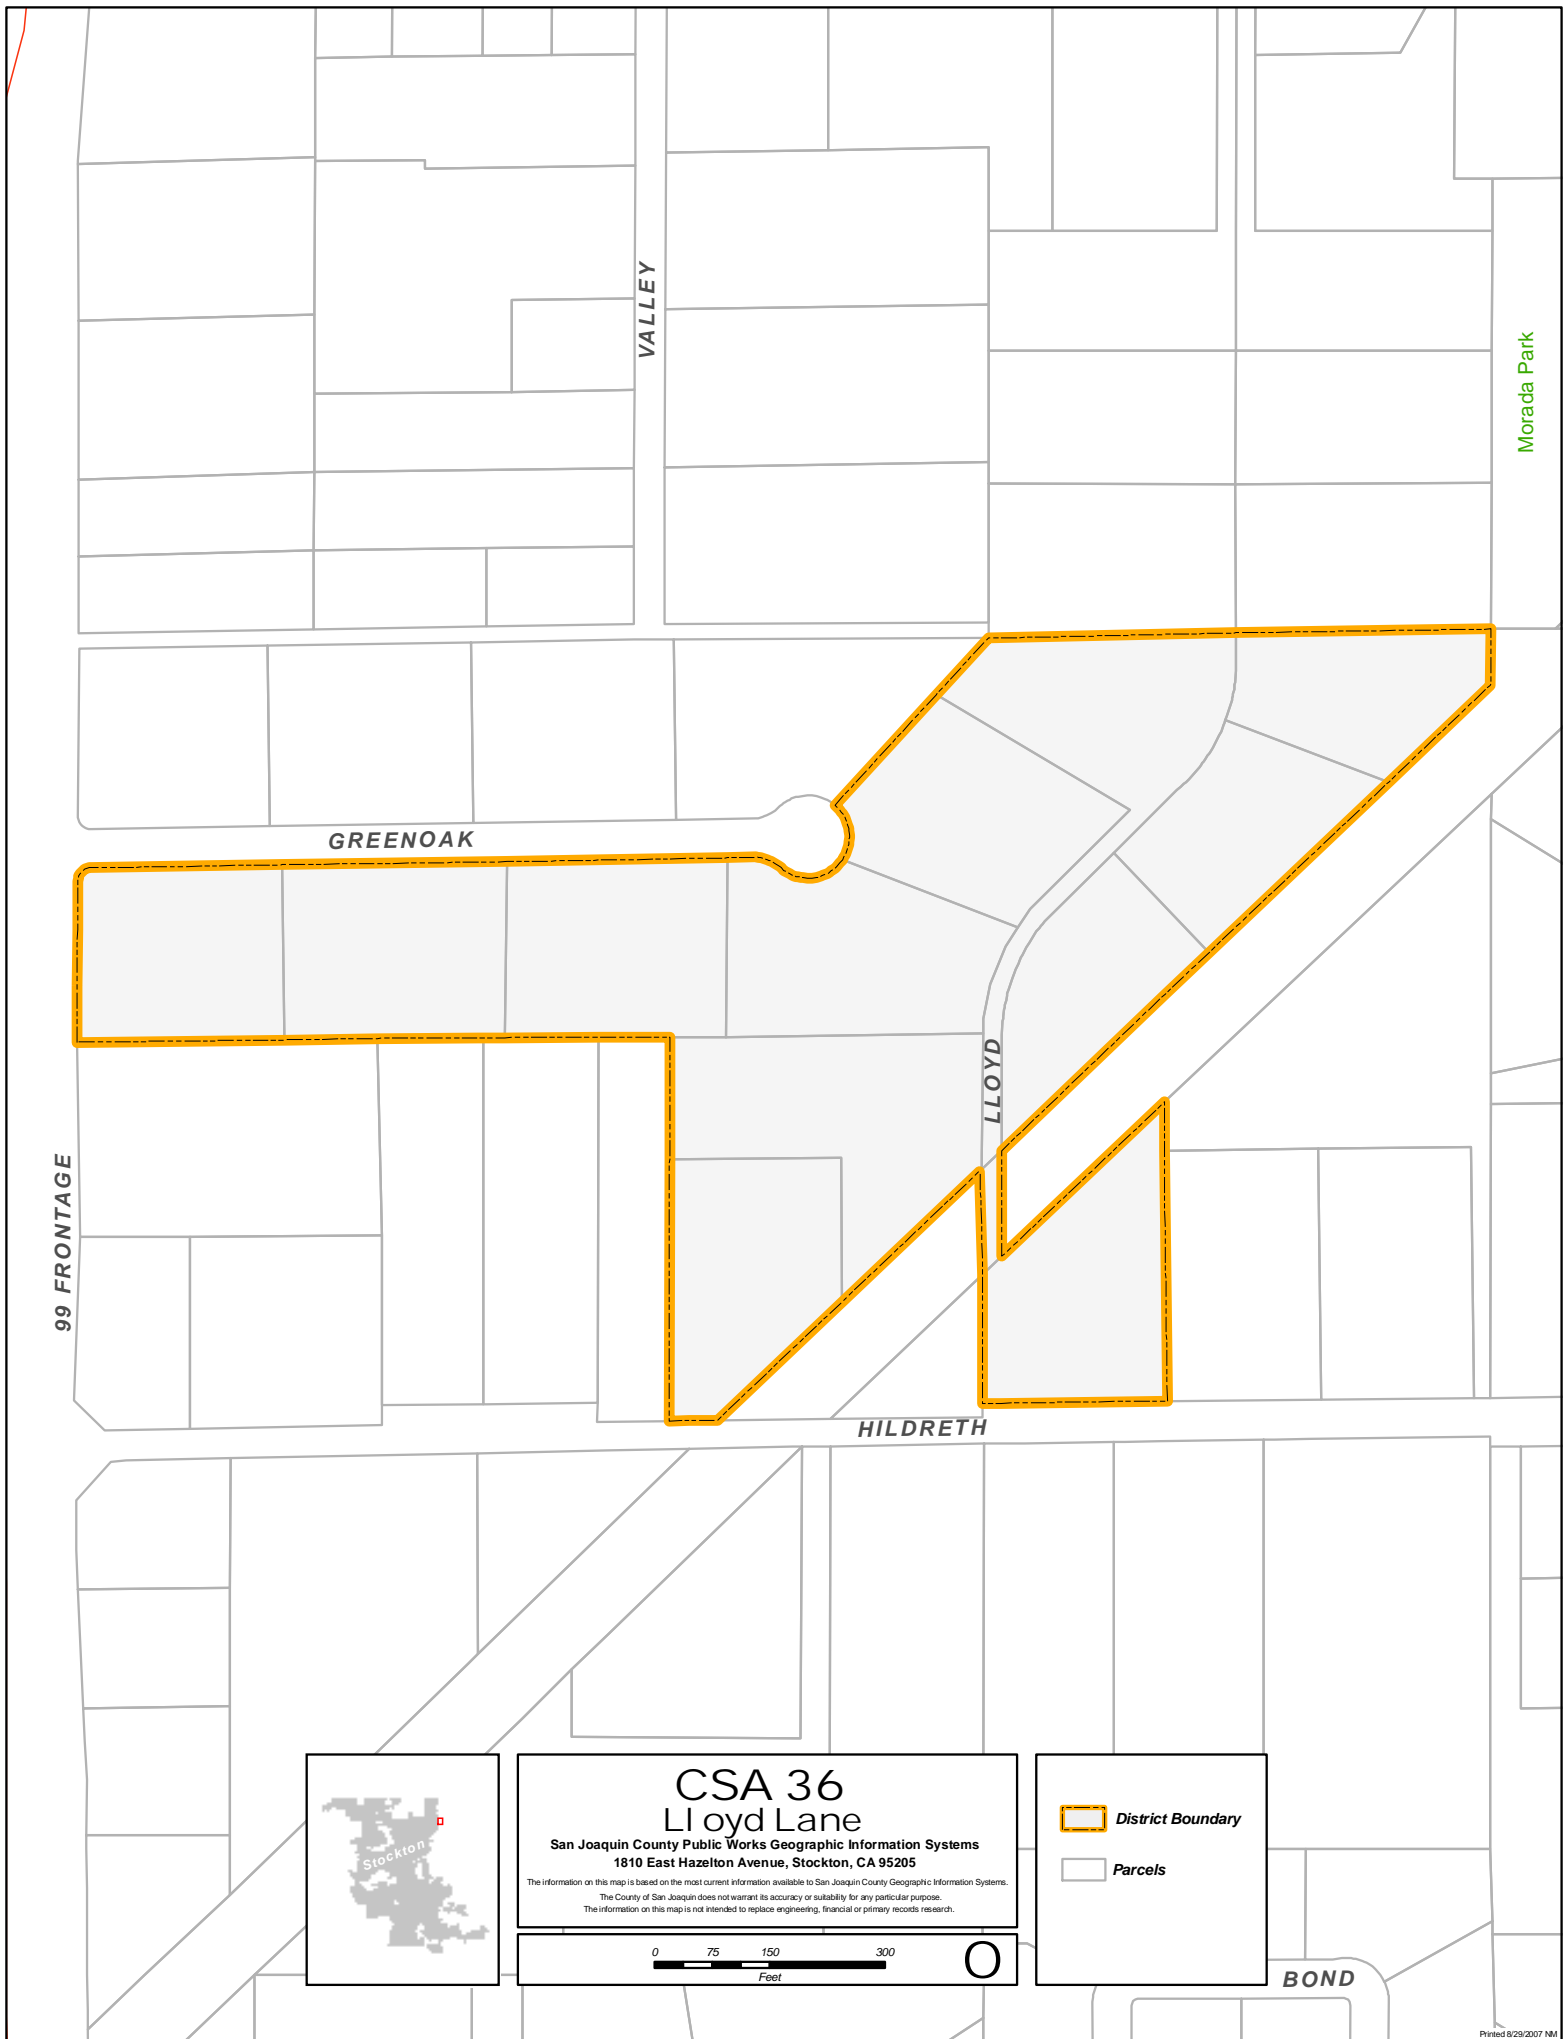 VALLEY
Morada Park
GREENOAK
LLOYD
99 FRONTAGE
HILDRETH
Stockton
CSA 36
Lloyd Lane
San Joaquin County Public Works Geographic Information Systems
1810 East Hazelton Avenue, Stockton, CA 95205
The information on this map is based on the most current information available to San Joaquin County Geographic Information Systems.
The County of San Joaquin does not warrant its accuracy or suitability for any particular purpose.
The information on this map is not intended to replace engineering, financial or primary records research.
0 75 150 300
Feet
O
District Boundary
Parcels
BOND
Printed 8/29/2007 NM